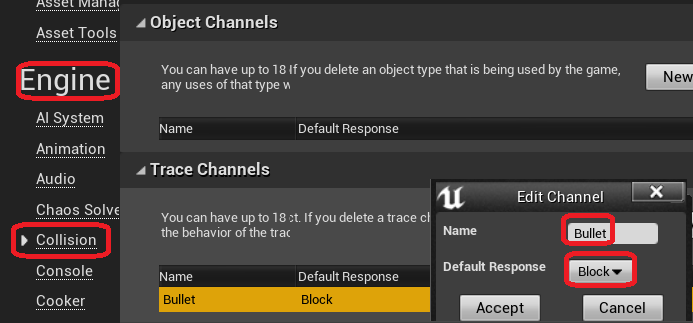 Asset Mana
Asset Tools
Engine
AI System
Animation
Audio
Chaos Solve
Collision
Console
Cooker
Object Channels
You can have up to 18 If you delete an object type that is being used by the game,
any uses of that type w
New
Name Default Response
Trace Channels
You can have up to 18 ct. If you delete a trace ch
the behavior of the trac
Name Default Response
Bullet Block
Edit Channel
Name Bullet
Default Response Block
Accept Cancel